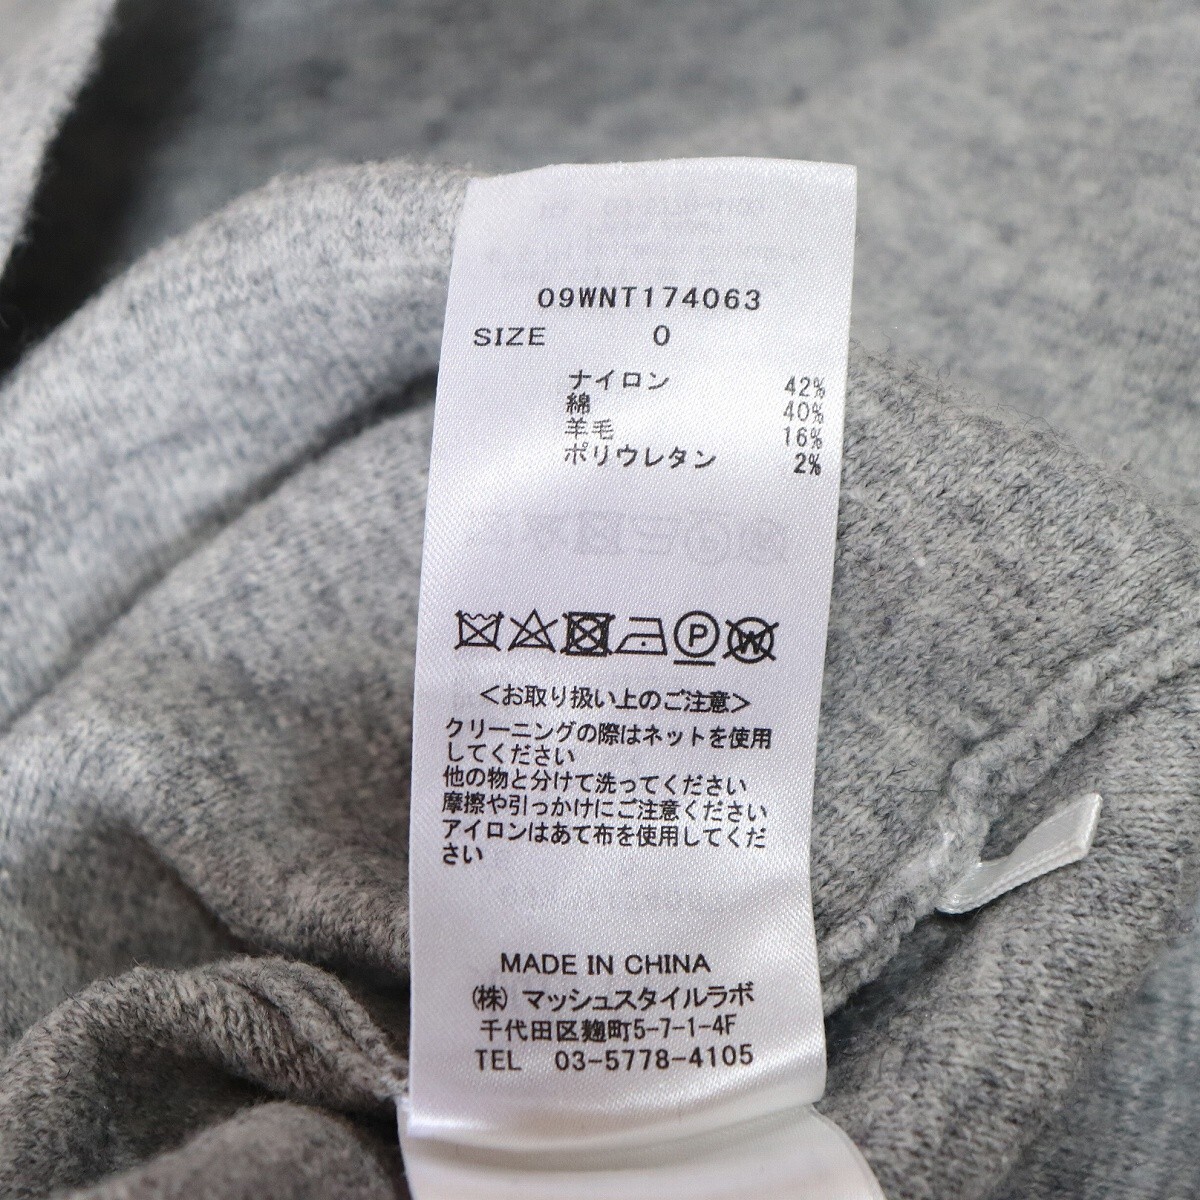 09WNT174063
SIZE 0
ナイロン 42%
綿 40%
羊毛 16%
ポリウレタン 2%
P W
<お取り扱い上のご注意>
クリーニングの際はネットを使用
してください
他の物と分けて洗ってください
摩擦や引っかけにご注意ください
アイロンはあて布を使用してくだ
さい
MADE IN CHINA
(株) マッシュスタイルラボ
千代田区麹町5-7-1-4F
TEL 03-5778-4105